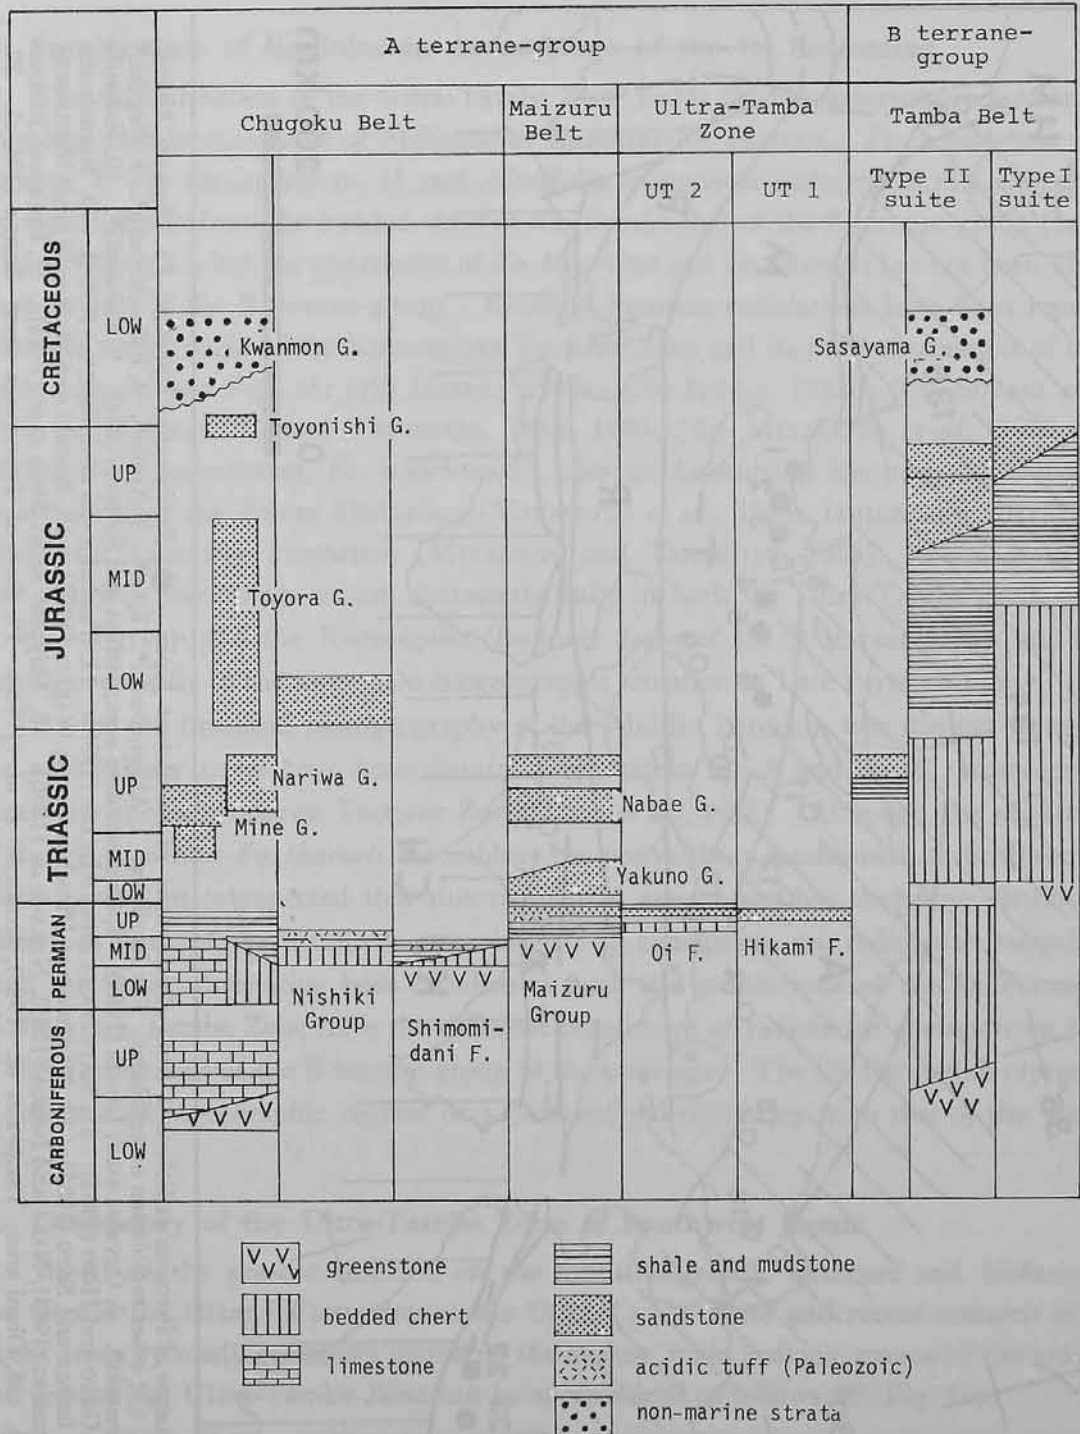 A terrane-group
B terrane-
group
Chugoku Belt
Maizuru
Belt
Ultra-Tamba
Zone
Tamba Belt
UT 2
UT 1
Type II
suite
Type I
suite
CRETACEOUS
LOW
Kwanmon G.
Sasayama G.
Toyonishi G.
JURASSIC
UP
MID
LOW
Toyora G.
TRIASSIC
UP
MID
LOW
Nariwa G.
Mine G.
Nabae G.
Yakuno G.
PERMIAN
UP
MID
LOW
Nishiki
Group
Shimomi-
dani F.
Maizuru
Group
Oi F.
Hikami F.
CARBONIFEROUS
UP
LOW
greenstone
bedded chert
limestone
shale and mudstone
sandstone
acidic tuff (Paleozoic)
non-marine strata